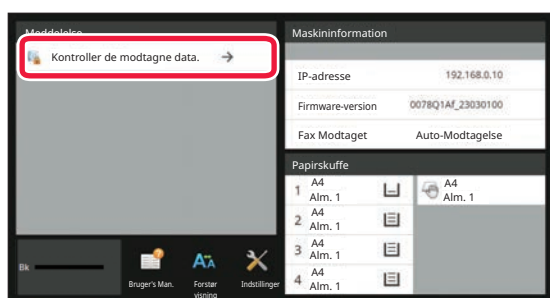 Meddelelse
Kontroller de modtagne data.
Maskininformation
IP-adresse 192.168.0.10
Firmware-version 0078Q1Af_23030100
Fax Modtaget Auto-Modtagelse
Papirskuffe
1 A4
Alm. 1
A4
Alm. 1
2 A4
Alm. 1
3 A4
Alm. 1
4 A4
Alm. 1
Bk
Bruger's Man.
Forstør
visning
Indstillinger